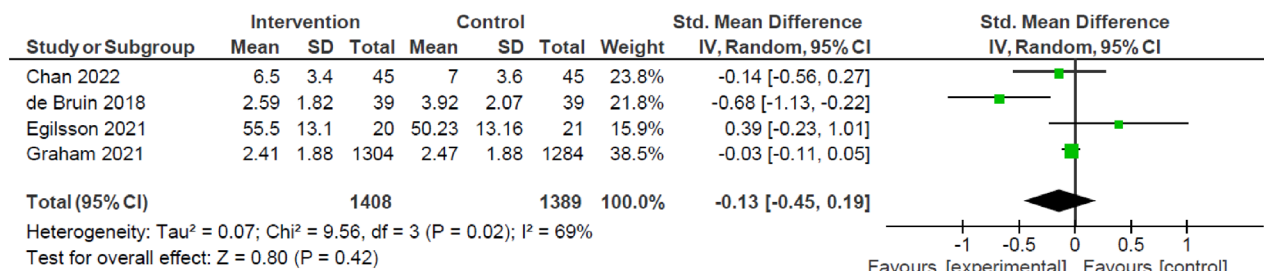 Intervention Control Std. Mean Difference Std. Mean Difference
Study or Subgroup Mean SD Total Mean SD Total Weight IV, Random, 95% CI IV, Random, 95% CI
Chan 2022 6.5 3.4 45 7 3.6 45 23.8% -0.14 [-0.56, 0.27]
de Bruin 2018 2.59 1.82 39 3.92 2.07 39 21.8% -0.68 [-1.13, -0.22]
Egilsson 2021 55.5 13.1 20 50.23 13.16 21 15.9% 0.39 [-0.23, 1.01]
Graham 2021 2.41 1.88 1304 2.47 1.88 1284 38.5% -0.03 [-0.11, 0.05]
Total (95% CI) 1408 1389 100.0% -0.13 [-0.45, 0.19]
Heterogeneity: Tau² = 0.07; Chi² = 9.56, df = 3 (P = 0.02); I² = 69%
Test for overall effect: Z = 0.80 (P = 0.42)
-1 -0.5 0 0.5 1
Favours [experimental] Favours [control]